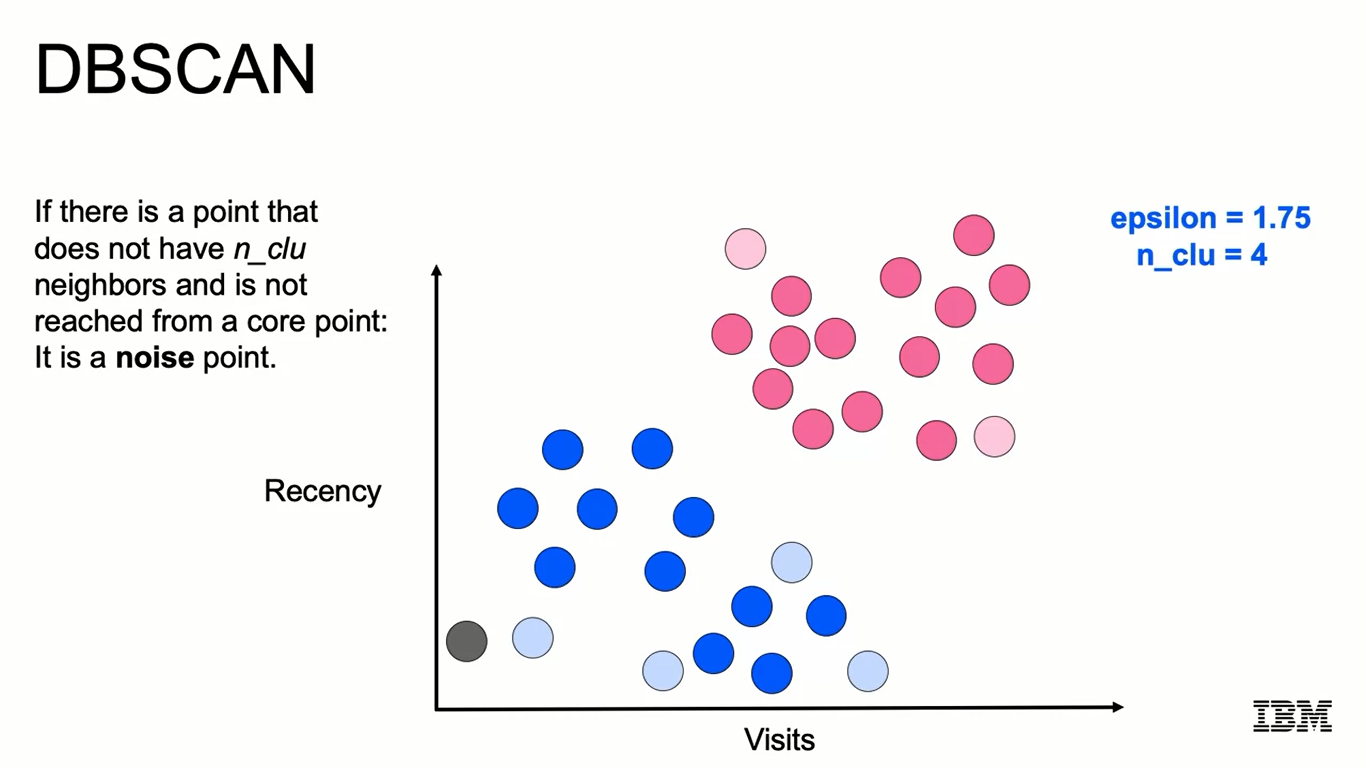 DBSCAN
If there is a point that
does not have n_clu
neighbors and is not
reached from a core point:
It is a noise point.
epsilon = 1.75
n_clu = 4
Recency
Visits
IBM